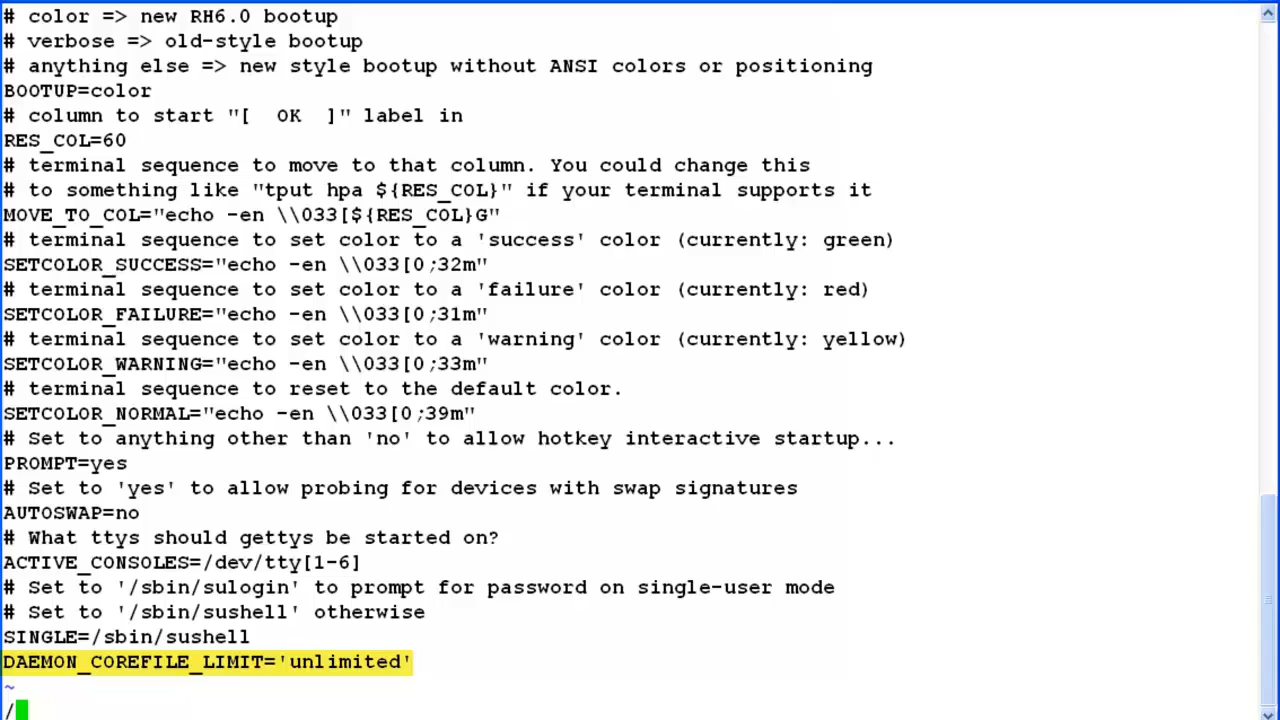 # color => new RH6.0 bootup
# verbose => old-style bootup
# anything else => new style bootup without ANSI colors or positioning
BOOTUP=color
# column to start "[  OK  ]" label in
RES_COL=60
# terminal sequence to move to that column. You could change this
# to something like "tput hpa ${RES_COL}" if your terminal supports it
MOVE_TO_COL="echo -en \\033[${RES_COL}G"
# terminal sequence to set color to a 'success' color (currently: green)
SETCOLOR_SUCCESS="echo -en \\033[0;32m"
# terminal sequence to set color to a 'failure' color (currently: red)
SETCOLOR_FAILURE="echo -en \\033[0;31m"
# terminal sequence to set color to a 'warning' color (currently: yellow)
SETCOLOR_WARNING="echo -en \\033[0;33m"
# terminal sequence to reset to the default color.
SETCOLOR_NORMAL="echo -en \\033[0;39m"
# Set to anything other than 'no' to allow hotkey interactive startup...
PROMPT=yes
# Set to 'yes' to allow probing for devices with swap signatures
AUTOSWAP=no
# What ttys should gettys be started on?
ACTIVE_CONSOLES=/dev/tty[1-6]
# Set to '/sbin/sulogin' to prompt for password on single-user mode
# Set to '/sbin/sushell' otherwise
SINGLE=/sbin/sushell
DAEMON_COREFILE_LIMIT='unlimited'
~
/